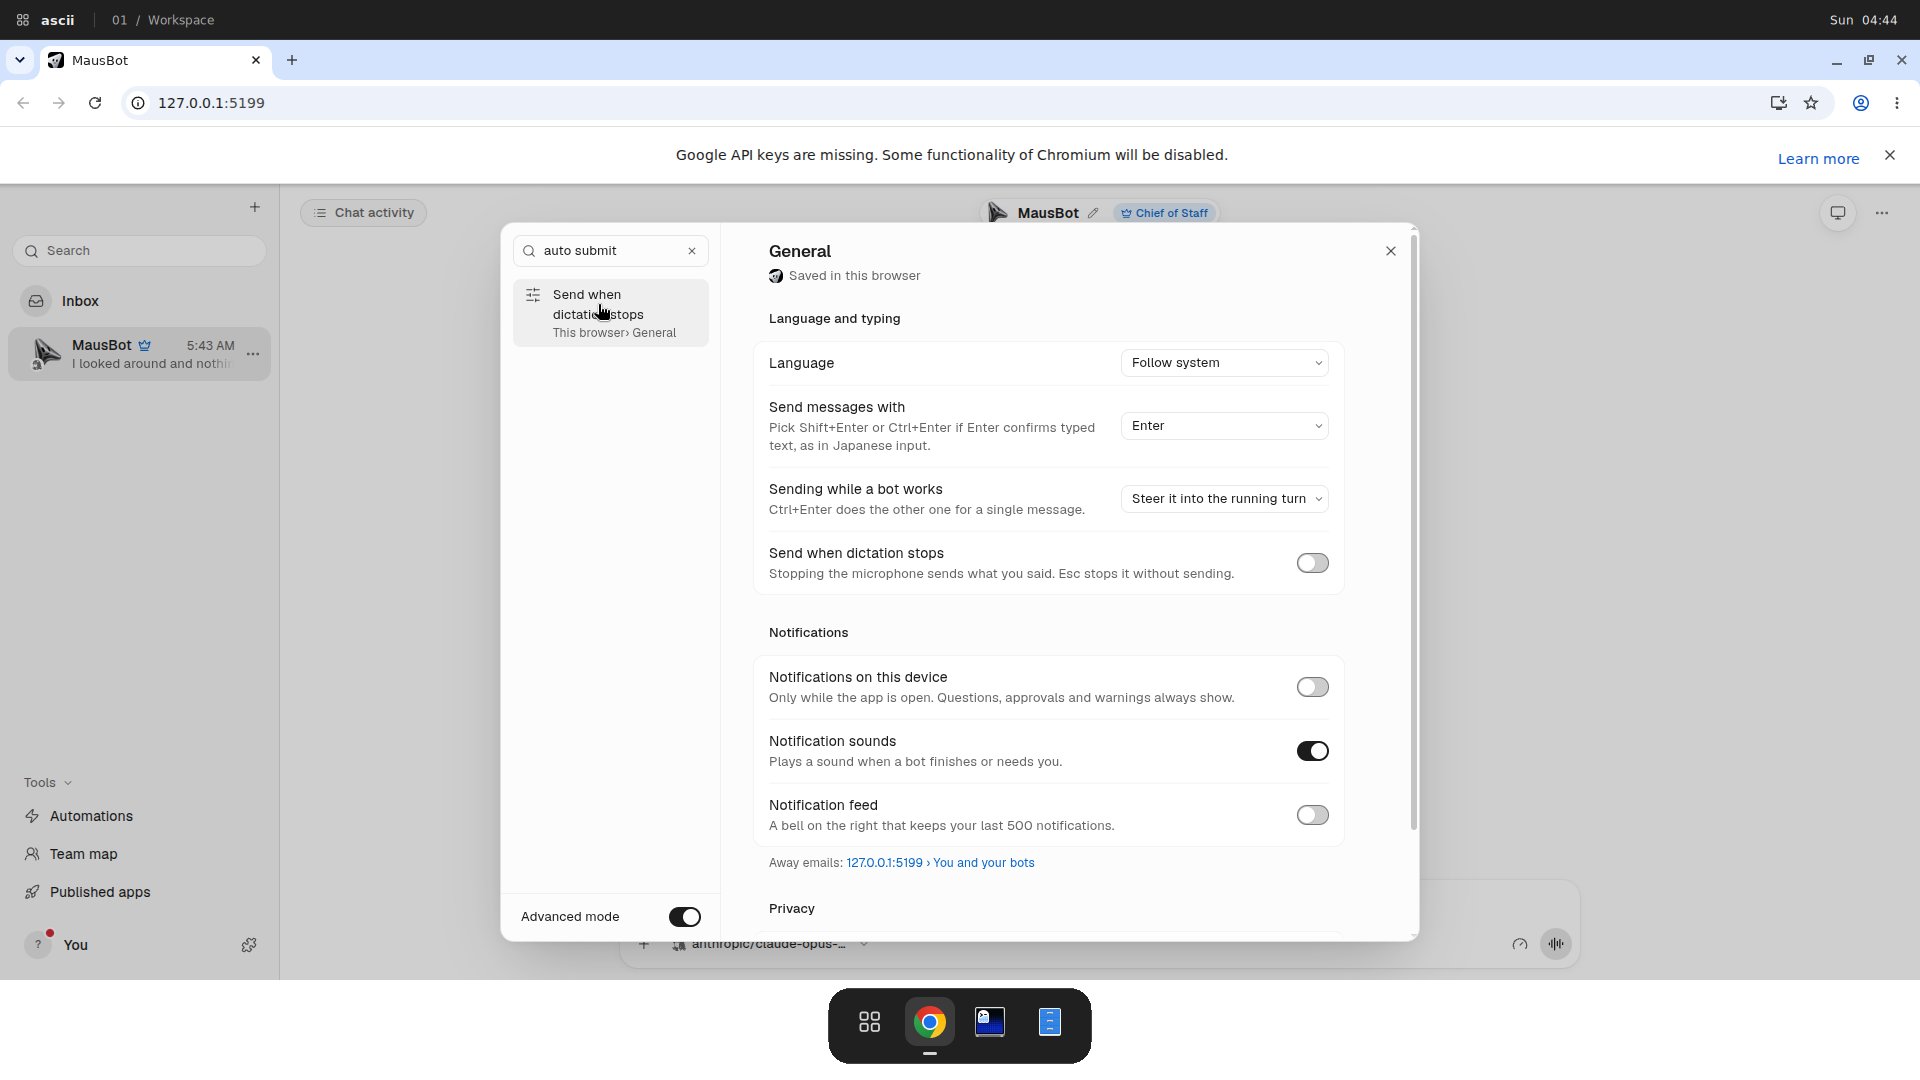 ascii
01 / Workspace
Sun 04:44
MausBot
127.0.0.1:5199
Google API keys are missing. Some functionality of Chromium will be disabled.
Learn more
Search
Inbox
MausBot
5:43 AM
I looked around and nothin
Tools
Automations
Team map
Published apps
?
You
Chat activity
MausBot
Chief of Staff
auto submit
Send when
dictation stops
This browser› General
Advanced mode
General
Saved in this browser
Language and typing
Language
Follow system
Send messages with
Pick Shift+Enter or Ctrl+Enter if Enter confirms typed
text, as in Japanese input.
Enter
Sending while a bot works
Ctrl+Enter does the other one for a single message.
Steer it into the running turn
Send when dictation stops
Stopping the microphone sends what you said. Esc stops it without sending.
Notifications
Notifications on this device
Only while the app is open. Questions, approvals and warnings always show.
Notification sounds
Plays a sound when a bot finishes or needs you.
Notification feed
A bell on the right that keeps your last 500 notifications.
Away emails: 127.0.0.1:5199 › You and your bots
Privacy
anthropic/claude-opus-...